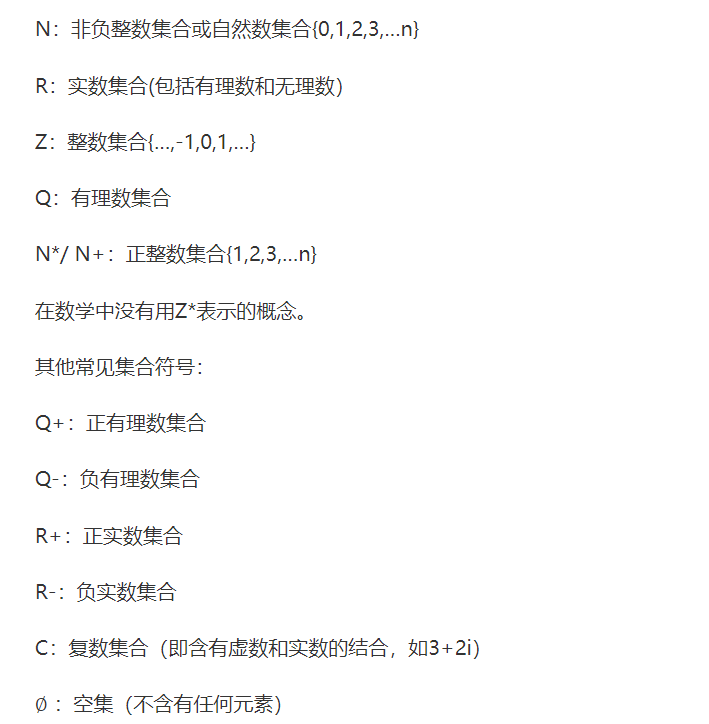 N：非负整数集合或自然数集合{0,1,2,3,...n}
R：实数集合(包括有理数和无理数）
Z：整数集合{...,-1,0,1,...}
Q：有理数集合
N*/ N+：正整数集合{1,2,3,...n}
在数学中没有用Z*表示的概念。
其他常见集合符号：
Q+：正有理数集合
Q-：负有理数集合
R+：正实数集合
R-：负实数集合
C：复数集合（即含有虚数和实数的结合，如3+2i）
∅ ：空集（不含有任何元素）